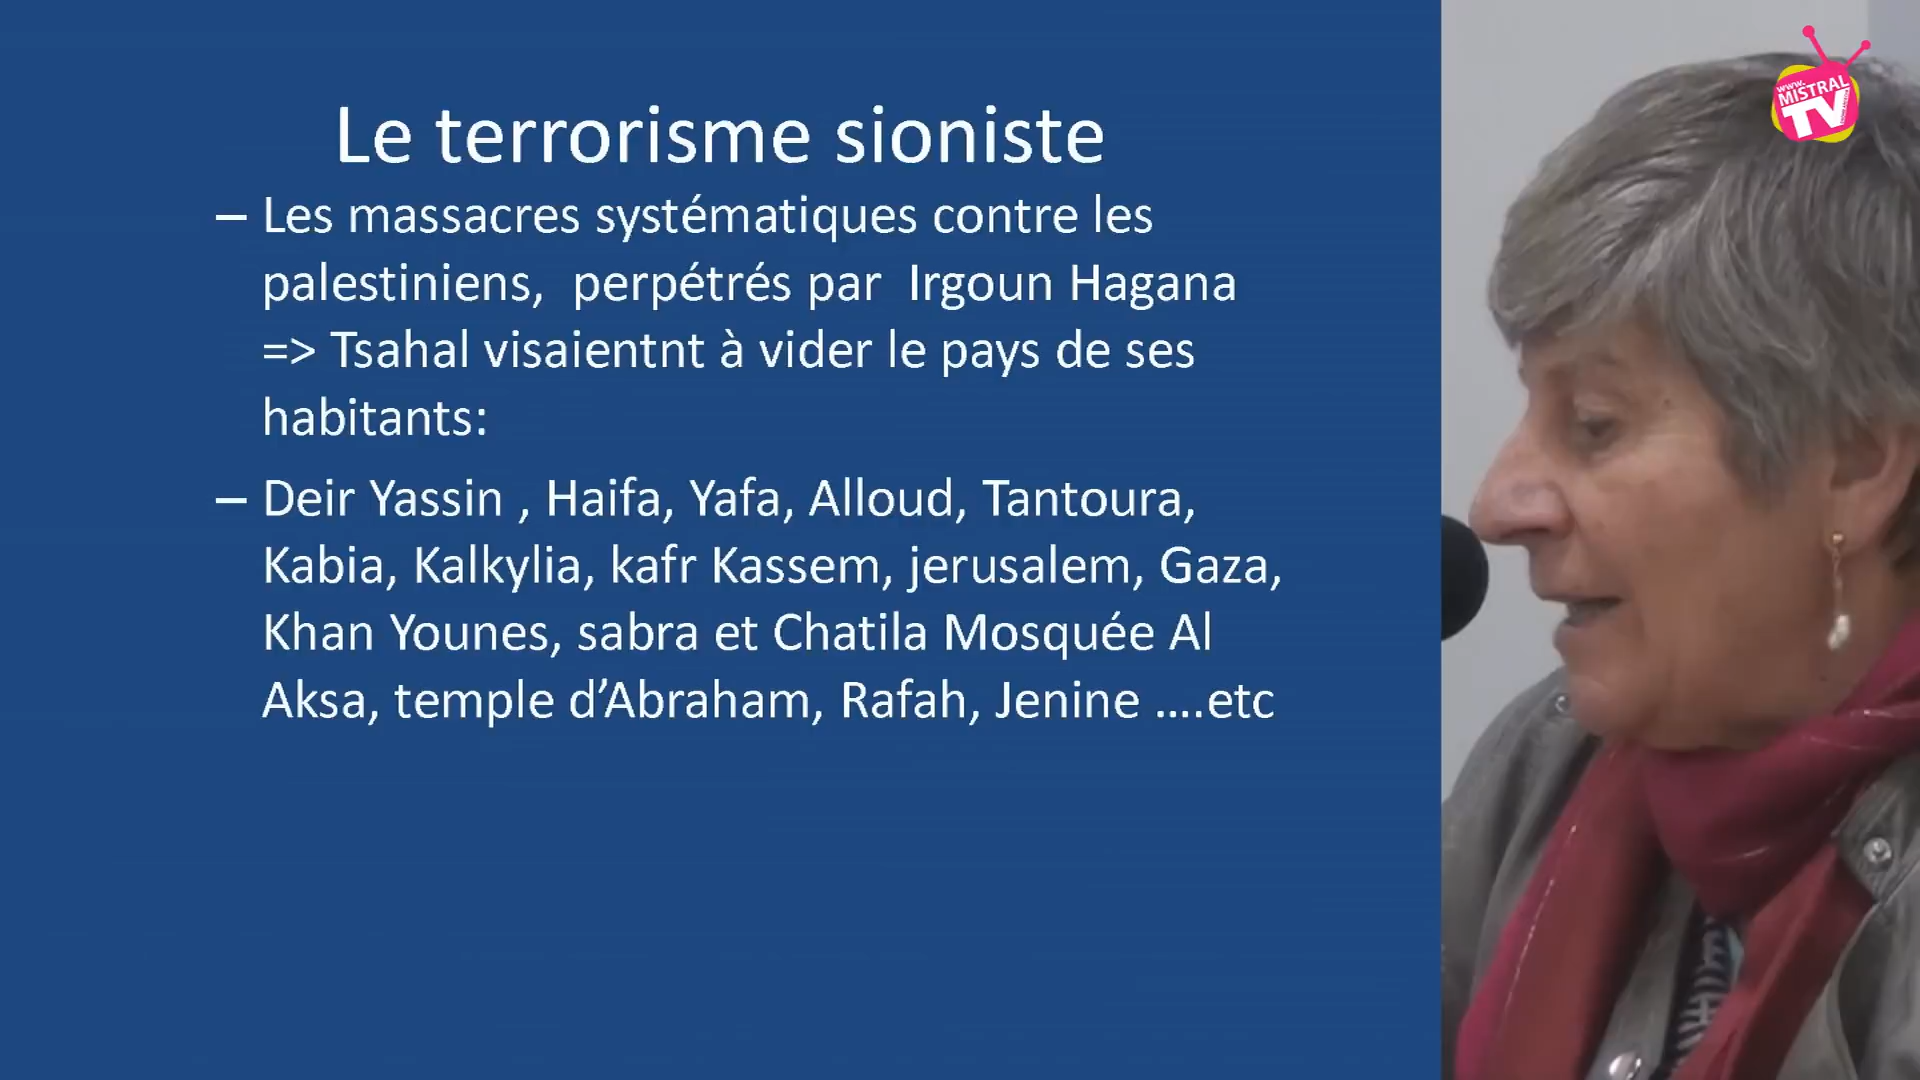 Le terrorisme sioniste
– Les massacres systématiques contre les
palestiniens, perpétrés par Irgoun Hagana
=> Tsahal visaientnt à vider le pays de ses
habitants:
– Deir Yassin , Haifa, Yafa, Alloud, Tantoura,
Kabia, Kalkylia, kafr Kassem, jerusalem, Gaza,
Khan Younes, sabra et Chatila Mosquée Al
Aksa, temple d’Abraham, Rafah, Jenine ....etc
www.
MISTRAL
TV